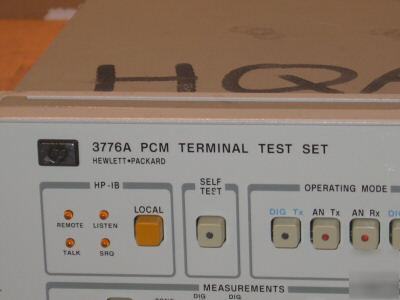 HQA
3776A PCM TERMINAL TEST SET
HEWLETT•PACKARD
HP-IB
SELF
TEST
OPERATING MODE
LOCAL
REMOTE LISTEN
DIG Tx AN Tx AN Rx DIG
TALK SRQ
MEASUREMENTS
DIG DIG